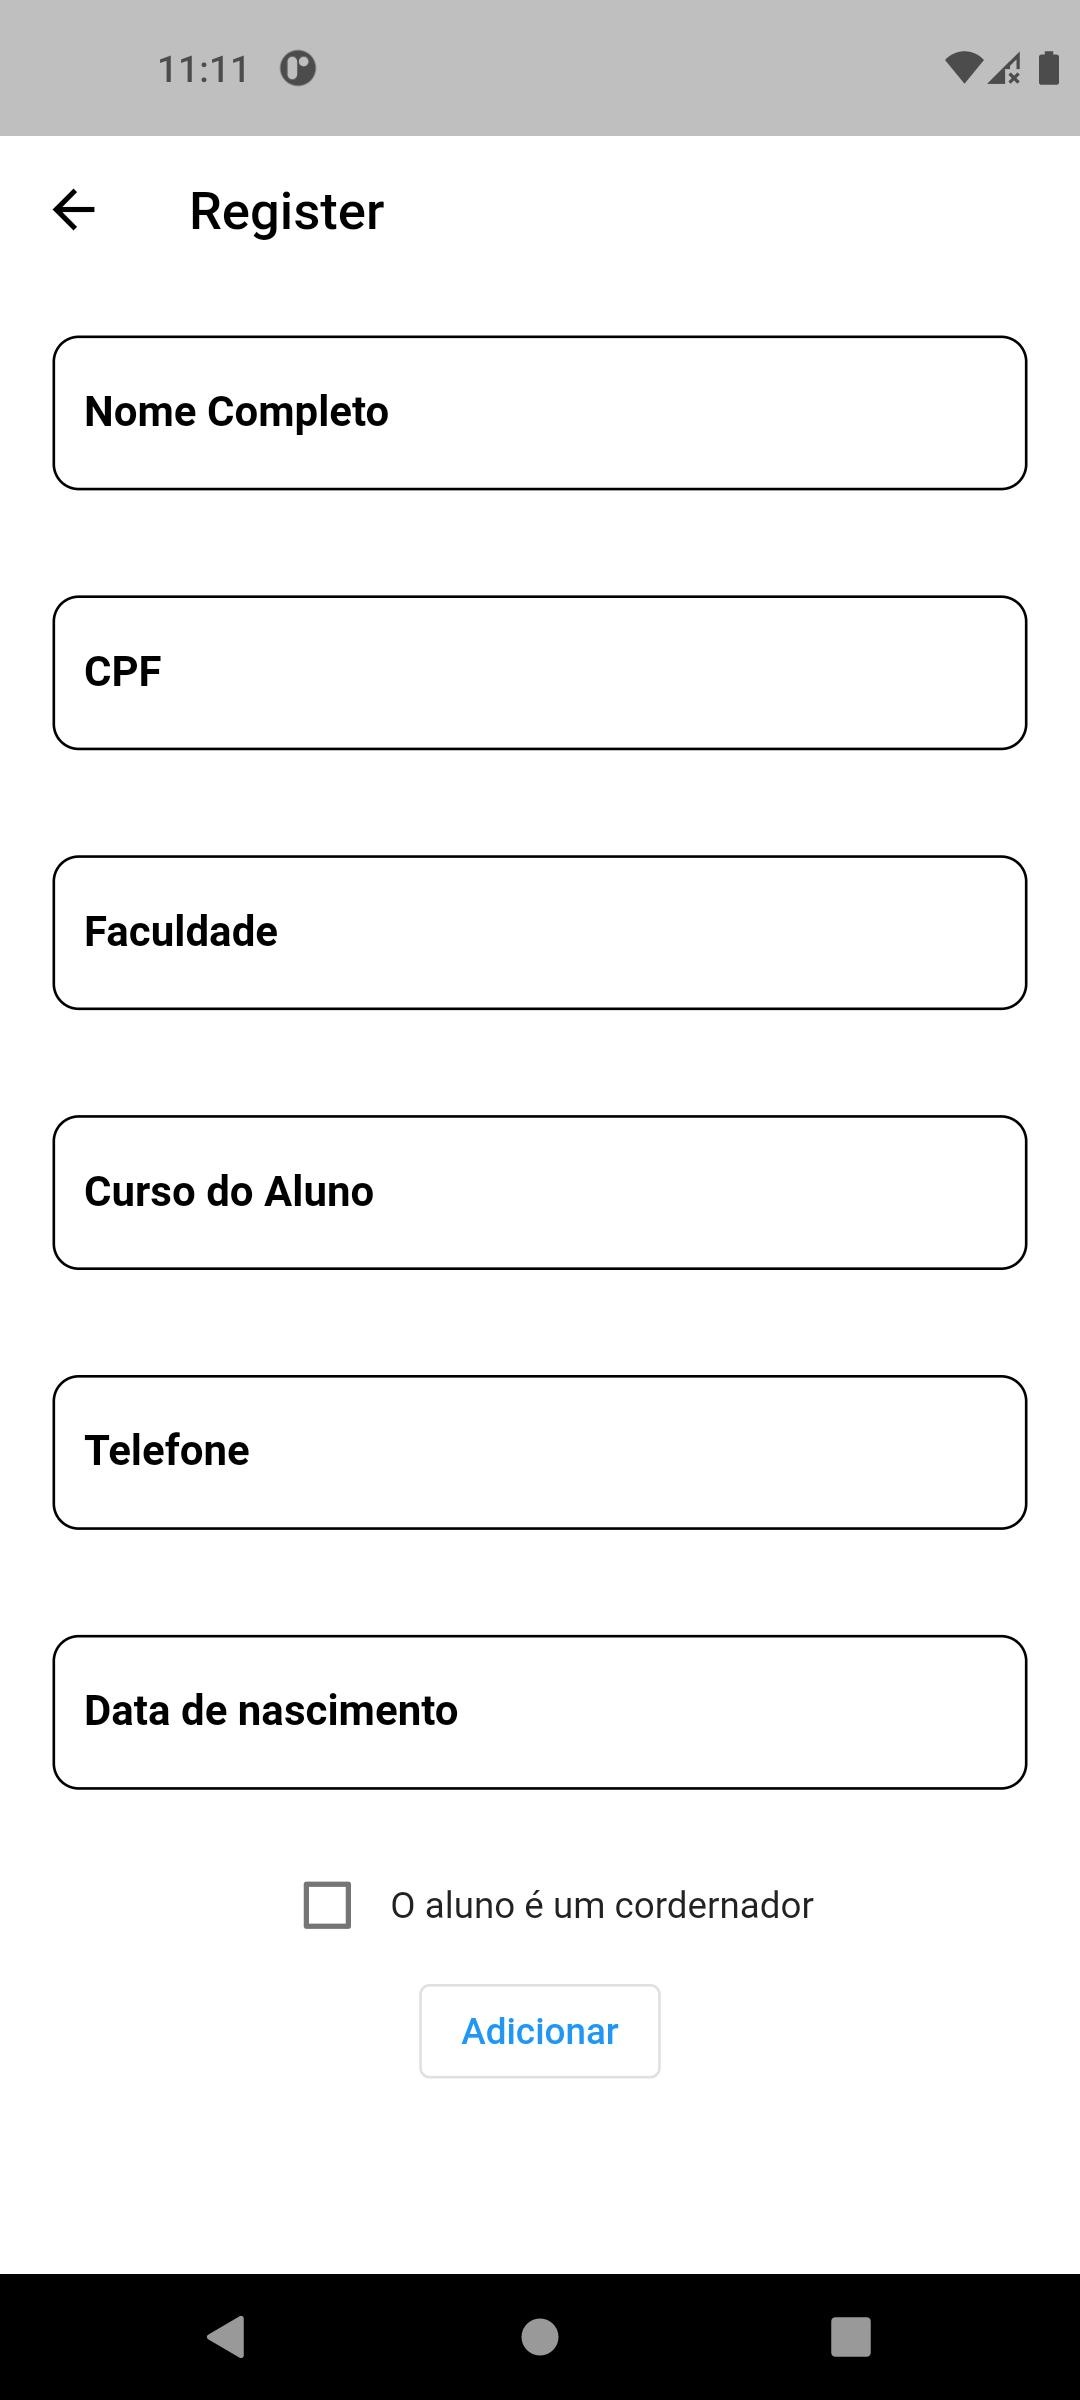 11:11
Register
Nome Completo
CPF
Faculdade
Curso do Aluno
Telefone
Data de nascimento
O aluno é um cordernador
Adicionar